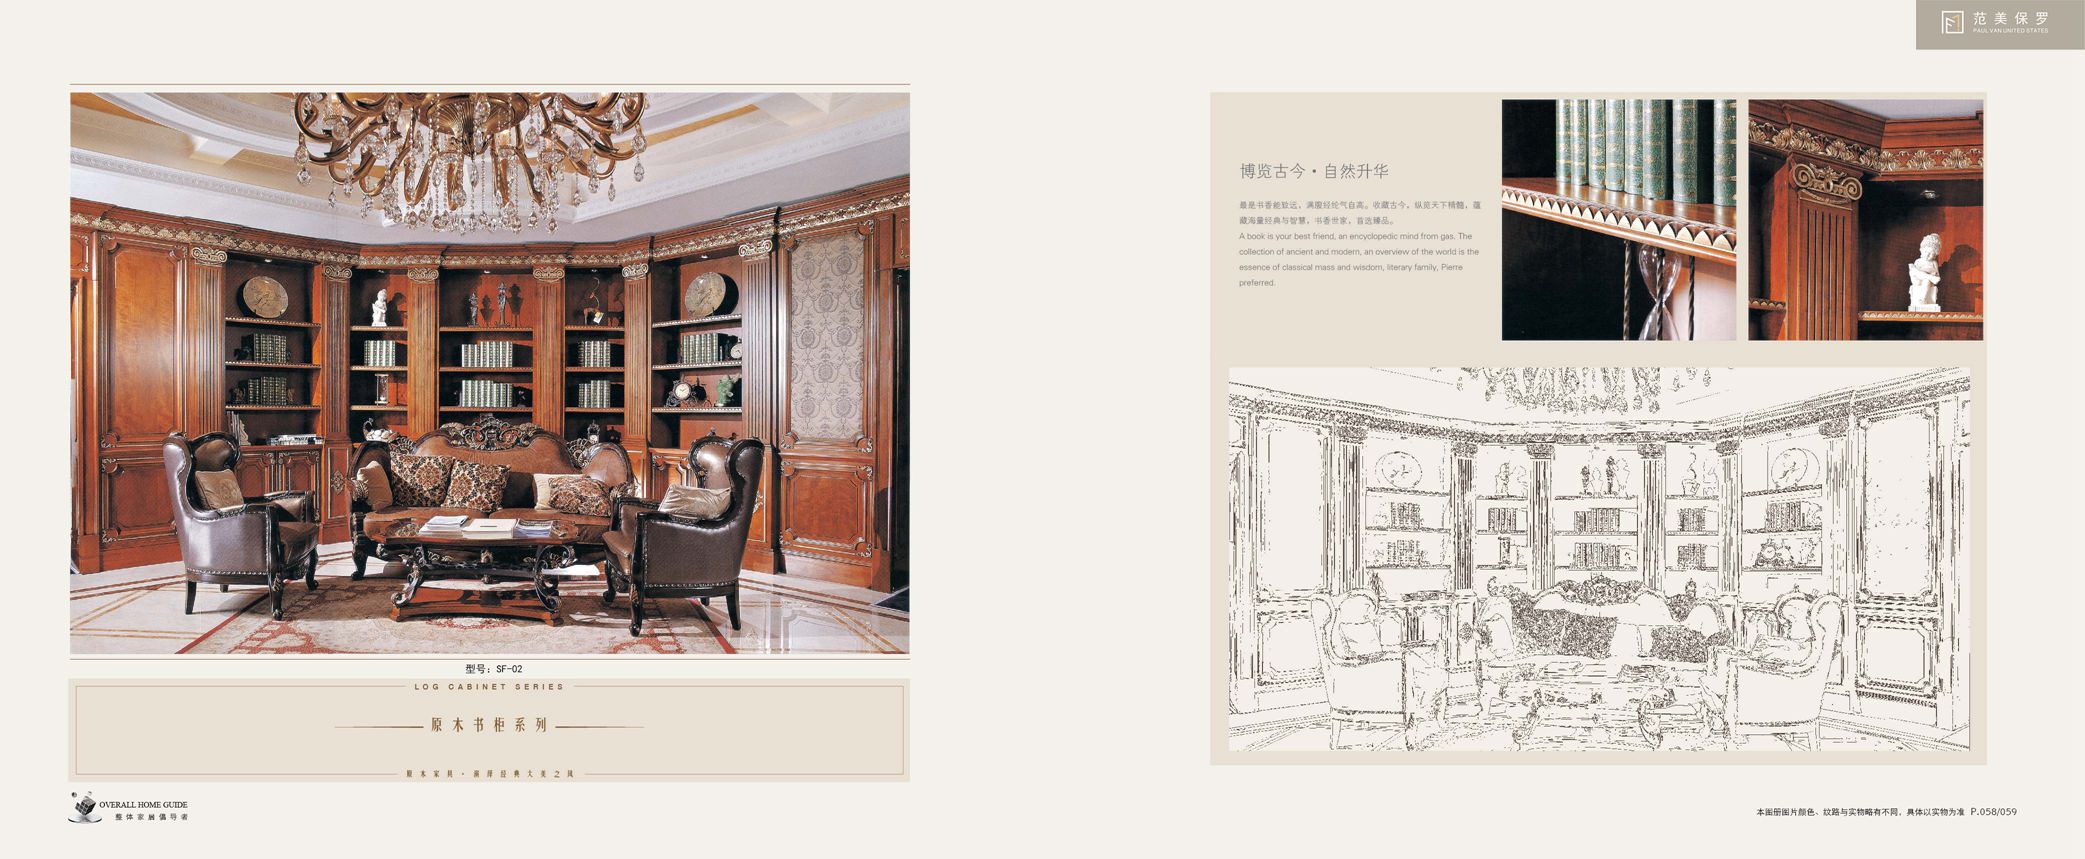 范美保罗
PAUL VAN UNITED STATES
博览古今·自然升华
最是书香能致远，满腹经纶气自高。收藏古今，纵览天下精髓，蕴
藏海量经典与智慧，书香世家，首选臻品。
A book is your best friend, an encyclopedic mind from gas. The
collection of ancient and modern, an overview of the world is the
essence of classical mass and wisdom, literary family, Pierre
preferred.
型号：SF-02
LOG CABINET SERIES
原木书柜系列
原木家具·演绎经典大美之风
OVERALL HOME GUIDE
整体家居倡导者
本图册图片颜色、纹路与实物略有不同，具体以实物为准 P.058/059